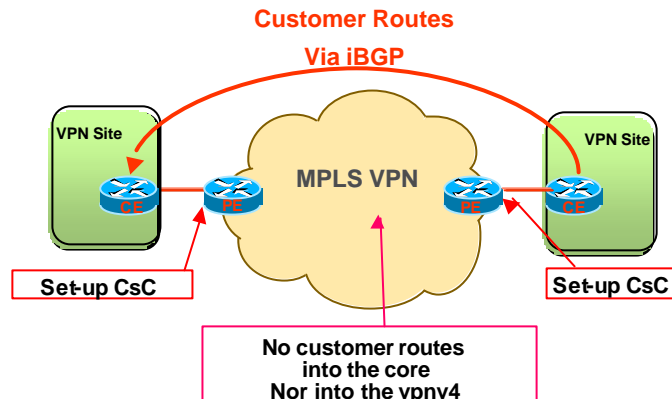 Customer Routes
Via iBGP
VPN Site
VPN Site
MPLS VPN
CE
PE
PE
CE
Set-up CsC
Set-up CsC
No customer routes
into the core
Nor into the vpnv4